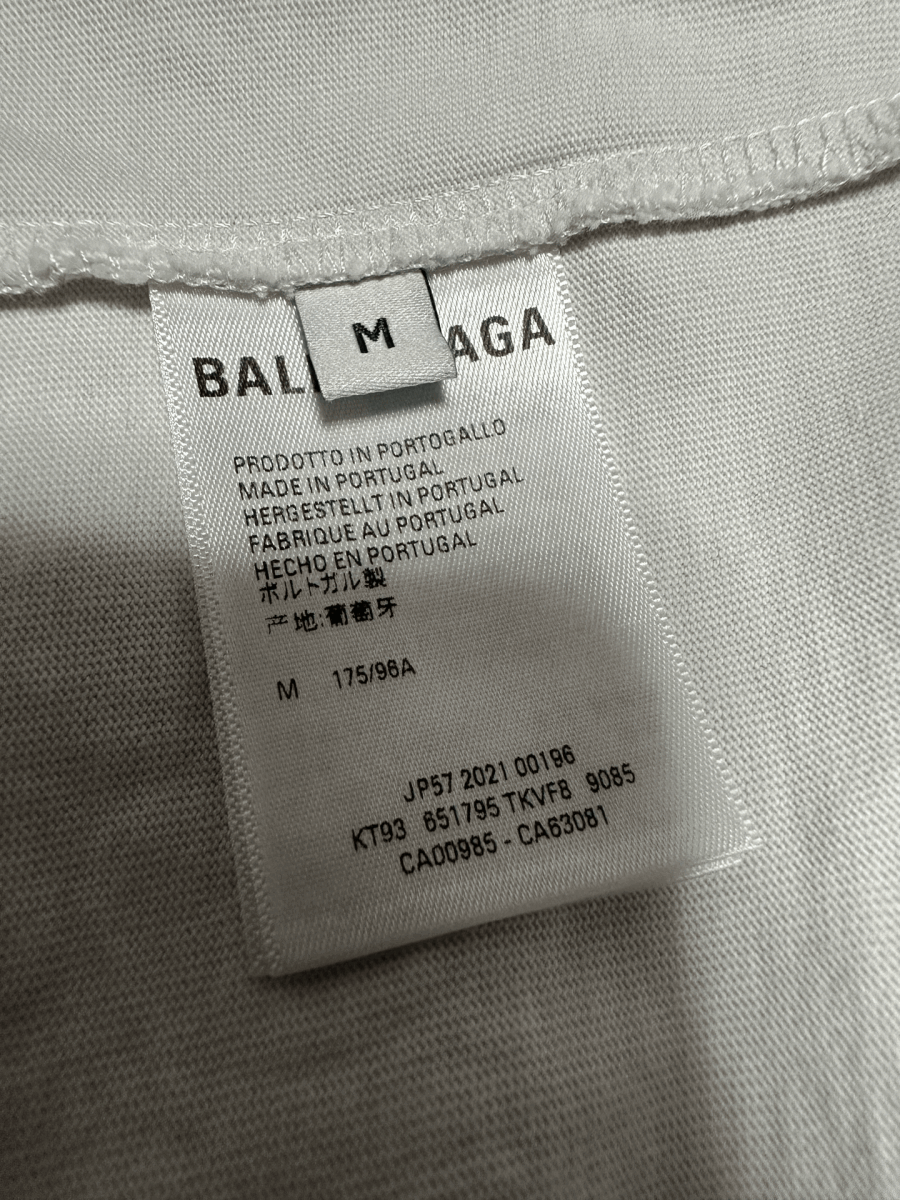 M
BAL AGA
PRODOTTO IN PORTOGALLO
MADE IN PORTUGAL
HERGESTELLT IN PORTUGAL
FABRIQUE AU PORTUGAL
HECHO EN PORTUGAL
ポルトガル製
产地:葡萄牙
M 175/96A
JP57 2021 00196
KT93 651795 TKVF8 9085
CA00985 - CA63081